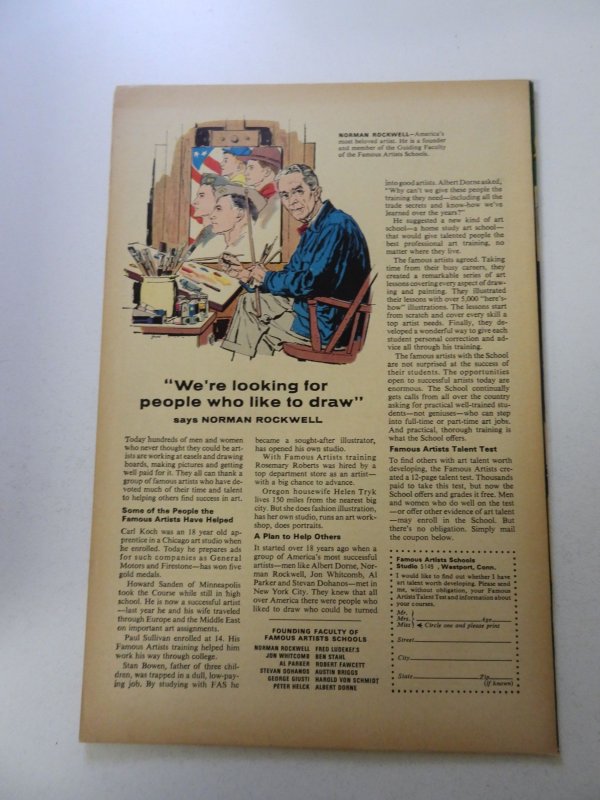 NORMAN ROCKWELL—America's
most beloved artist. He is a founder
and member of the Guiding Faculty
of the Famous Artists Schools.
"We're looking for
people who like to draw"
says NORMAN ROCKWELL
Today hundreds of men and women
who never thought they could be art-
ists are working at easels and drawing
boards, making pictures and getting
well paid for it. They all can thank a
group of famous artists who have de-
voted much of their time and talent
to helping others find success in art.
Some of the People the
Famous Artists Have Helped
Carl Koch was an 18 year old ap-
prentice in a Chicago art studio when
he enrolled. Today he prepares ads
for such companies as General
Motors and Firestone—has won five
gold medals.
Howard Sanden of Minneapolis
took the Course while still in high
school. He is now a successful artist
—last year he and his wife traveled
through Europe and the Middle East
on important art assignments.
Paul Sullivan enrolled at 14. His
Famous Artists training helped him
work his way through college.
Stan Bowen, father of three chil-
dren, was trapped in a dull, low-pay-
ing job. By studying with FAS he
became a sought-after illustrator,
has opened his own studio.
With Famous Artists training
Rosemary Roberts was hired by a
top department store as an artist—
with a big chance to advance.
Oregon housewife Helen Tryk
lives 150 miles from the nearest big
city. But she does fashion illustration,
has her own studio, runs an art work-
shop, does portraits.
A Plan to Help Others
It started over 18 years ago when a
group of America's most successful
artists—men like Albert Dorne, Nor-
man Rockwell, Jon Whitcomb, Al
Parker and Stevan Dohanos—met in
New York City. They knew that all
over America there were people who
liked to draw who could be turned
FOUNDING FACULTY OF
FAMOUS ARTISTS SCHOOLS
NORMAN ROCKWELL FRED LUDEKENS
JON WHITCOMB BEN STAHL
AL PARKER ROBERT FAWCETT
STEVAN DOHANOS AUSTIN BRIGGS
GEORGE GIUSTI HAROLD VON SCHMIDT
PETER HELCK ALBERT DORNE
into good artists. Albert Dorne asked,
"Why can't we give these people the
training they need—including all the
trade secrets and know-how we've
learned over the years?"
He suggested a new kind of art
school—a home study art school—
that would give talented people the
best professional art training, no
matter where they live.
The famous artists agreed. Taking
time from their busy careers, they
created a remarkable series of art
lessons covering every aspect of draw-
ing and painting. They illustrated
their lessons with over 5,000 "here's-
how" illustrations. The lessons start
from scratch and cover every skill a
top artist needs. Finally, they de-
veloped a wonderful way to give each
student personal correction and ad-
vice all through his training.
The famous artists with the School
are not surprised at the success of
their students. The opportunities
open to successful artists today are
enormous. The School continually
gets calls from all over the country
asking for practical well-trained stu-
dents—not geniuses—who can step
into full-time or part-time art jobs.
And practical, thorough training is
what the School offers.
Famous Artists Talent Test
To find others with art talent worth
developing, the Famous Artists cre-
ated a 12-page talent test. Thousands
paid to take this test, but now the
School offers and grades it free. Men
and women who do well on the test
—or offer other evidence of art talent
—may enroll in the School. But
there's no obligation. Simply mail
the coupon below.
Famous Artists Schools
Studio 5149, Westport, Conn.
I would like to find out whether I have
art talent worth developing. Please send
me, without obligation, your Famous
Artists Talent Test and information about
your courses.
Mr.
Mrs. Age
Miss Circle one and please print
Street
City
State Zip
(if known)